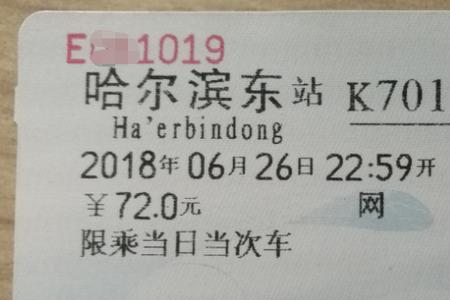 E1019
哈尔滨东站 K701
Ha'erbindong
2018年06月26日22:59开
￥72.0元 网
限乘当日当次车